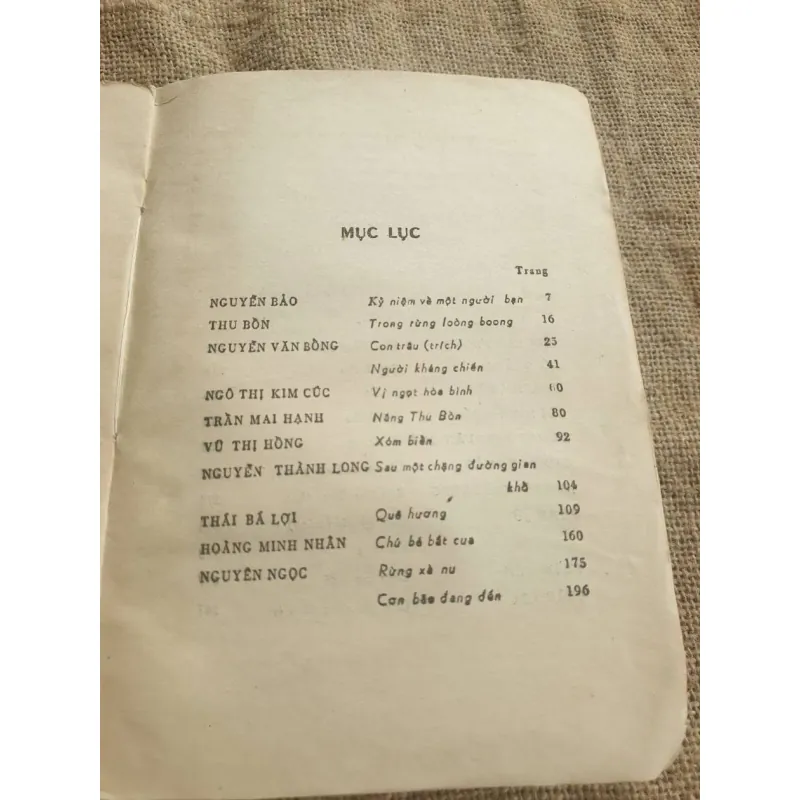 MỤC LỤC
Trang
NGUYỄN BẢO Kỷ niệm về một người bạn 7
THU BỒN Trong rừng loòng boong 16
NGUYỄN VĂN BỔNG Con trâu (trích) 25
Người kháng chiến 41
NGÔ THỊ KIM CÚC Vị ngọt hòa bình 60
TRẦN MAI HẠNH Nắng Thu Bồn 80
VŨ THỊ HỒNG Xóm biển 92
NGUYỄN THÀNH LONG Sau một chặng đường gian
khổ 104
THÁI BÁ LỢI Quê hương 109
HOÀNG MINH NHÂN Chú bé bắt cua 160
NGUYÊN NGỌC Rừng xà nu 175
Cơn bão đang đến 196